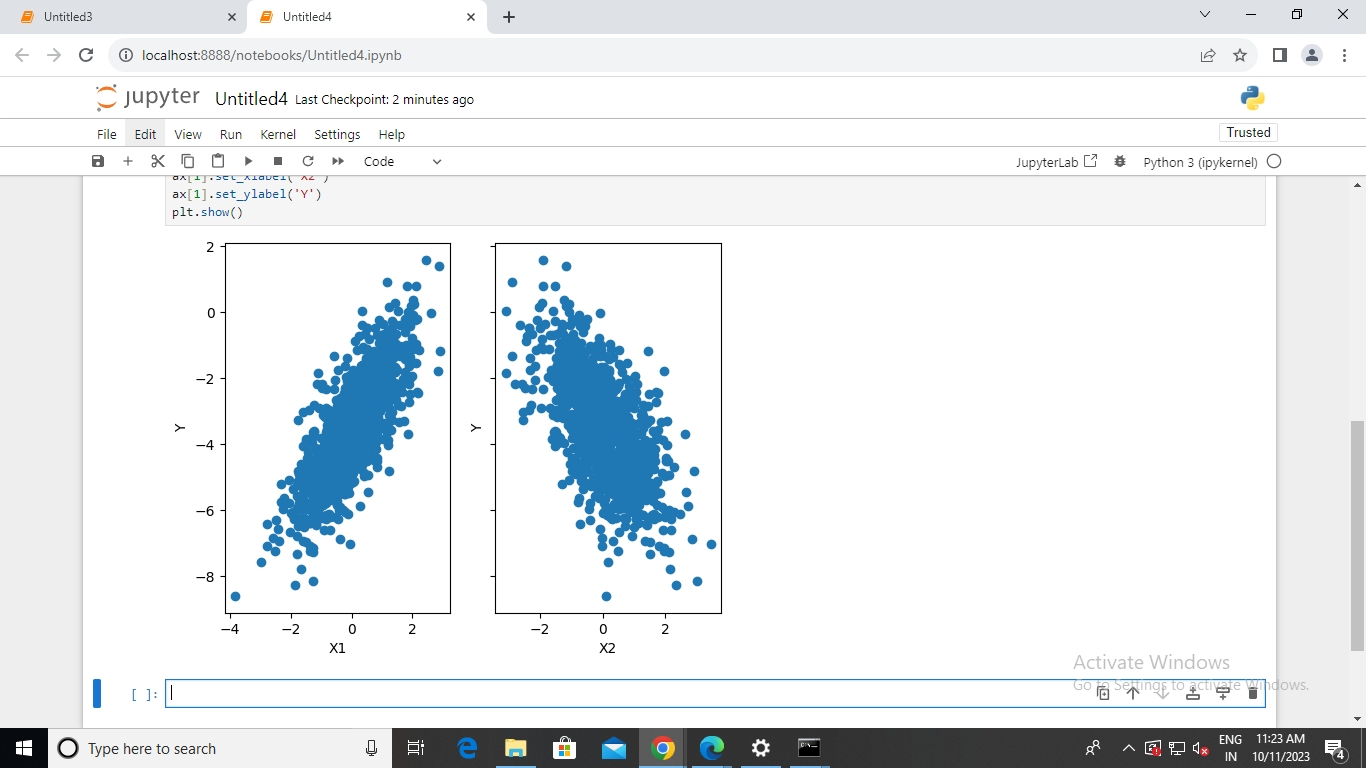 Untitled3
Untitled4
localhost:8888/notebooks/Untitled4.ipynb
jupyter Untitled4 Last Checkpoint: 2 minutes ago
File Edit View Run Kernel Settings Help
Trusted
Code
JupyterLab
Python 3 (ipykernel)
ax[1].set_xlabel('X2')
ax[1].set_ylabel('Y')
plt.show()
2
0
−2
−4
−6
−8
Y
−4 −2 0 2
X1
Y
−2 0 2
X2
[ ]:
Activate Windows
Go to Settings to activate Windows.
Type here to search
ENG
IN
11:23 AM
10/11/2023
4